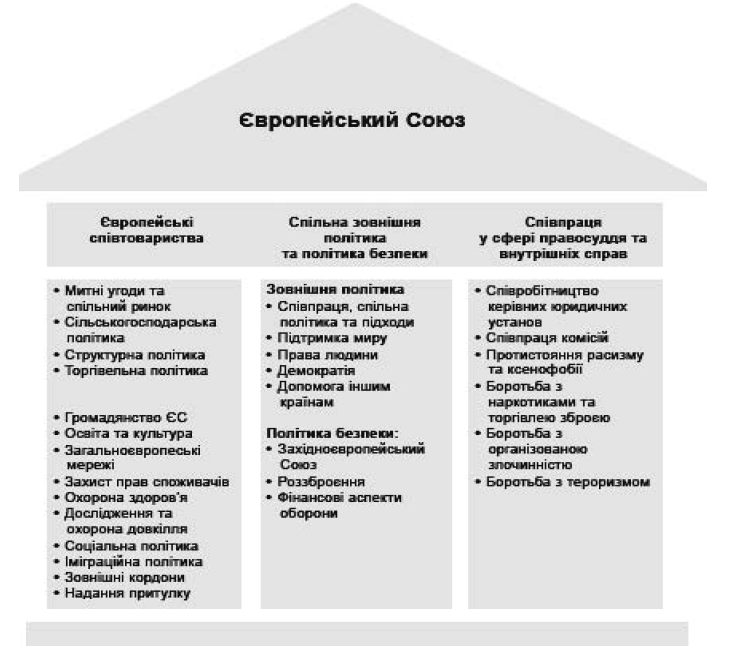 Європейський Союз
Європейські
співтовариства
Спільна зовнішня
політика
та політика безпеки
Співпраця
у сфері правосуддя та
внутрішніх справ
• Митні угоди та
спільний ринок
• Сільськогосподарська
політика
• Структурна політика
• Торгівельна політика
• Громадянство ЄС
• Освіта та культура
• Загальноєвропеські
мережі
• Захист прав споживачів
• Охорона здоров'я
• Дослідження та
охорона довкілля
• Соціальна політика
• Іміграційна політика
• Зовнішні кордони
• Надання притулку
Зовнішня політика
• Співпраця, спільна
політика та підходи
• Підтримка миру
• Права людини
• Демократія
• Допомога іншим
країнам
Політика безпеки:
• Західноєвропейський
Союз
• Роззброєння
• Фінансові аспекти
оборони
• Співробітництво
керівних юридичних
установ
• Співпраця комісій
• Протистояння расизму
та ксенофобії
• Боротьба з
наркотиками та
торгівлею зброєю
• Боротьба з
організованою
злочинністю
• Боротьба з тероризмом